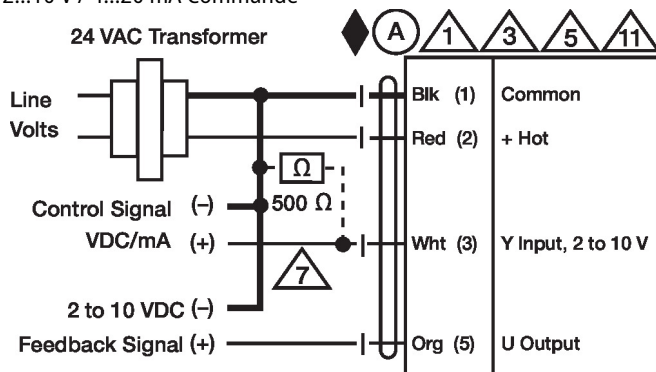 2...10 V / 4...20 mA Commande
24 VAC Transformer
A 1 3 5 11
Line
Volts
Blk (1) Common
Red (2) + Hot
Ω
500 Ω
Control Signal (-)
VDC/mA (+)
Wht (3) Y Input, 2 to 10 V
7
2 to 10 VDC (-)
Feedback Signal (+)
Org (5) U Output